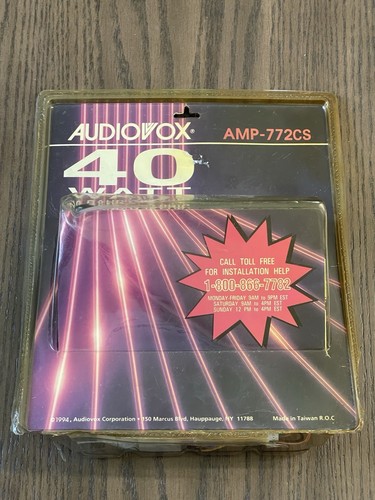 AUDIOVOX®
AMP-772CS
40
WATT
CALL TOLL FREE
FOR INSTALLATION HELP
1-800-866-7782
MONDAY-FRIDAY 9AM to 9PM EST
SATURDAY 9AM to 4PM EST
SUNDAY 12 PM to 4PM EST
©1994, Audiovox Corporation • 150 Marcus Blvd, Hauppauge, NY 11788
Made in Taiwan R.O.C